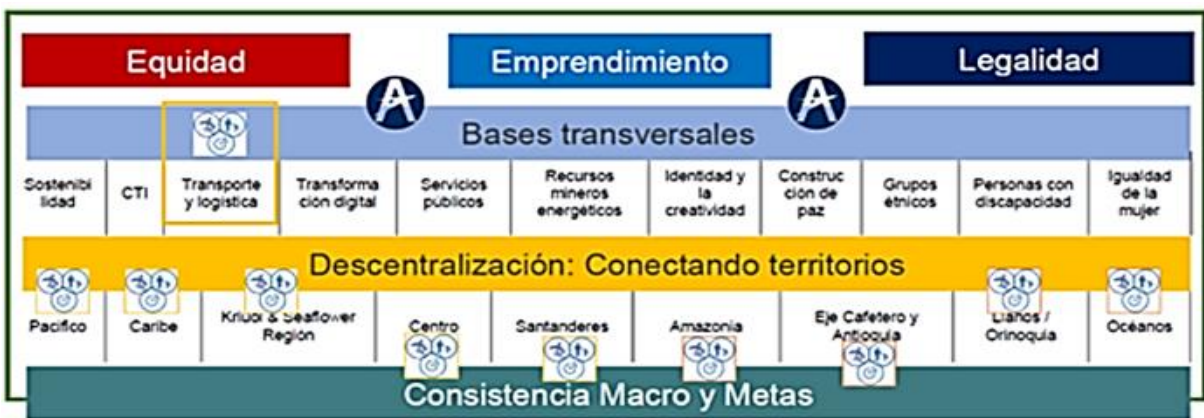 Equidad
Emprendimiento
Legalidad
A
A
Bases transversales
Sostenibi
lidad
CTI
Transporte
y logística
Transforma
ción digital
Servicios
públicos
Recursos
mineros
energéticos
Identidad y
la
creatividad
Construc
ción de
paz
Grupos
étnicos
Personas con
discapacidad
Igualdad
de la
mujer
Descentralización: Conectando territorios
Pacífico
Caribe
& Seaflower
Región
Centro
Santanderes
Amazonía
Eje Cafetero y
Antioquia
Llanos /
Orinoquia
Océanos
Consistencia Macro y Metas